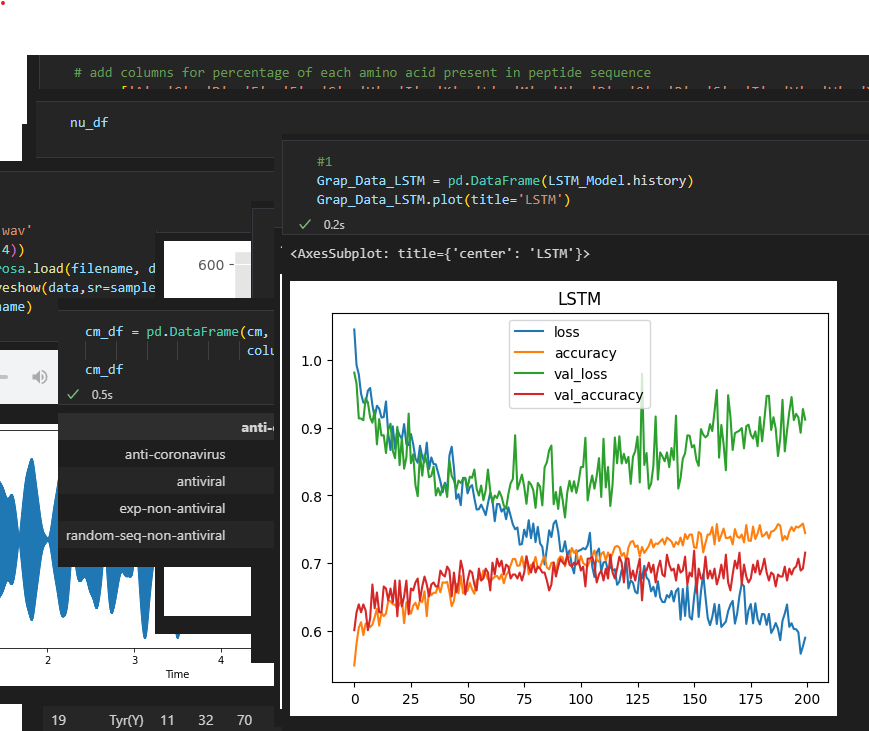 # add columns for percentage of each amino acid present in peptide sequence
nu_df
#1
Grap_Data_LSTM = pd.DataFrame(LSTM_Model.history)
Grap_Data_LSTM.plot(title='LSTM')
0.2s
<AxesSubplot: title={'center': 'LSTM'}>
wav'
4))
rosa.load(filename, d
veshow(data,sr=sample
name)
600
cm_df = pd.DataFrame(cm,
colu
cm_df
0.5s
anti-
anti-coronavirus
antiviral
exp-non-antiviral
random-seq-non-antiviral
2 3 4
Time
19 Tyr(Y) 11 32 70
LSTM
loss
accuracy
val_loss
val_accuracy
1.0
0.9
0.8
0.7
0.6
0 25 50 75 100 125 150 175 200